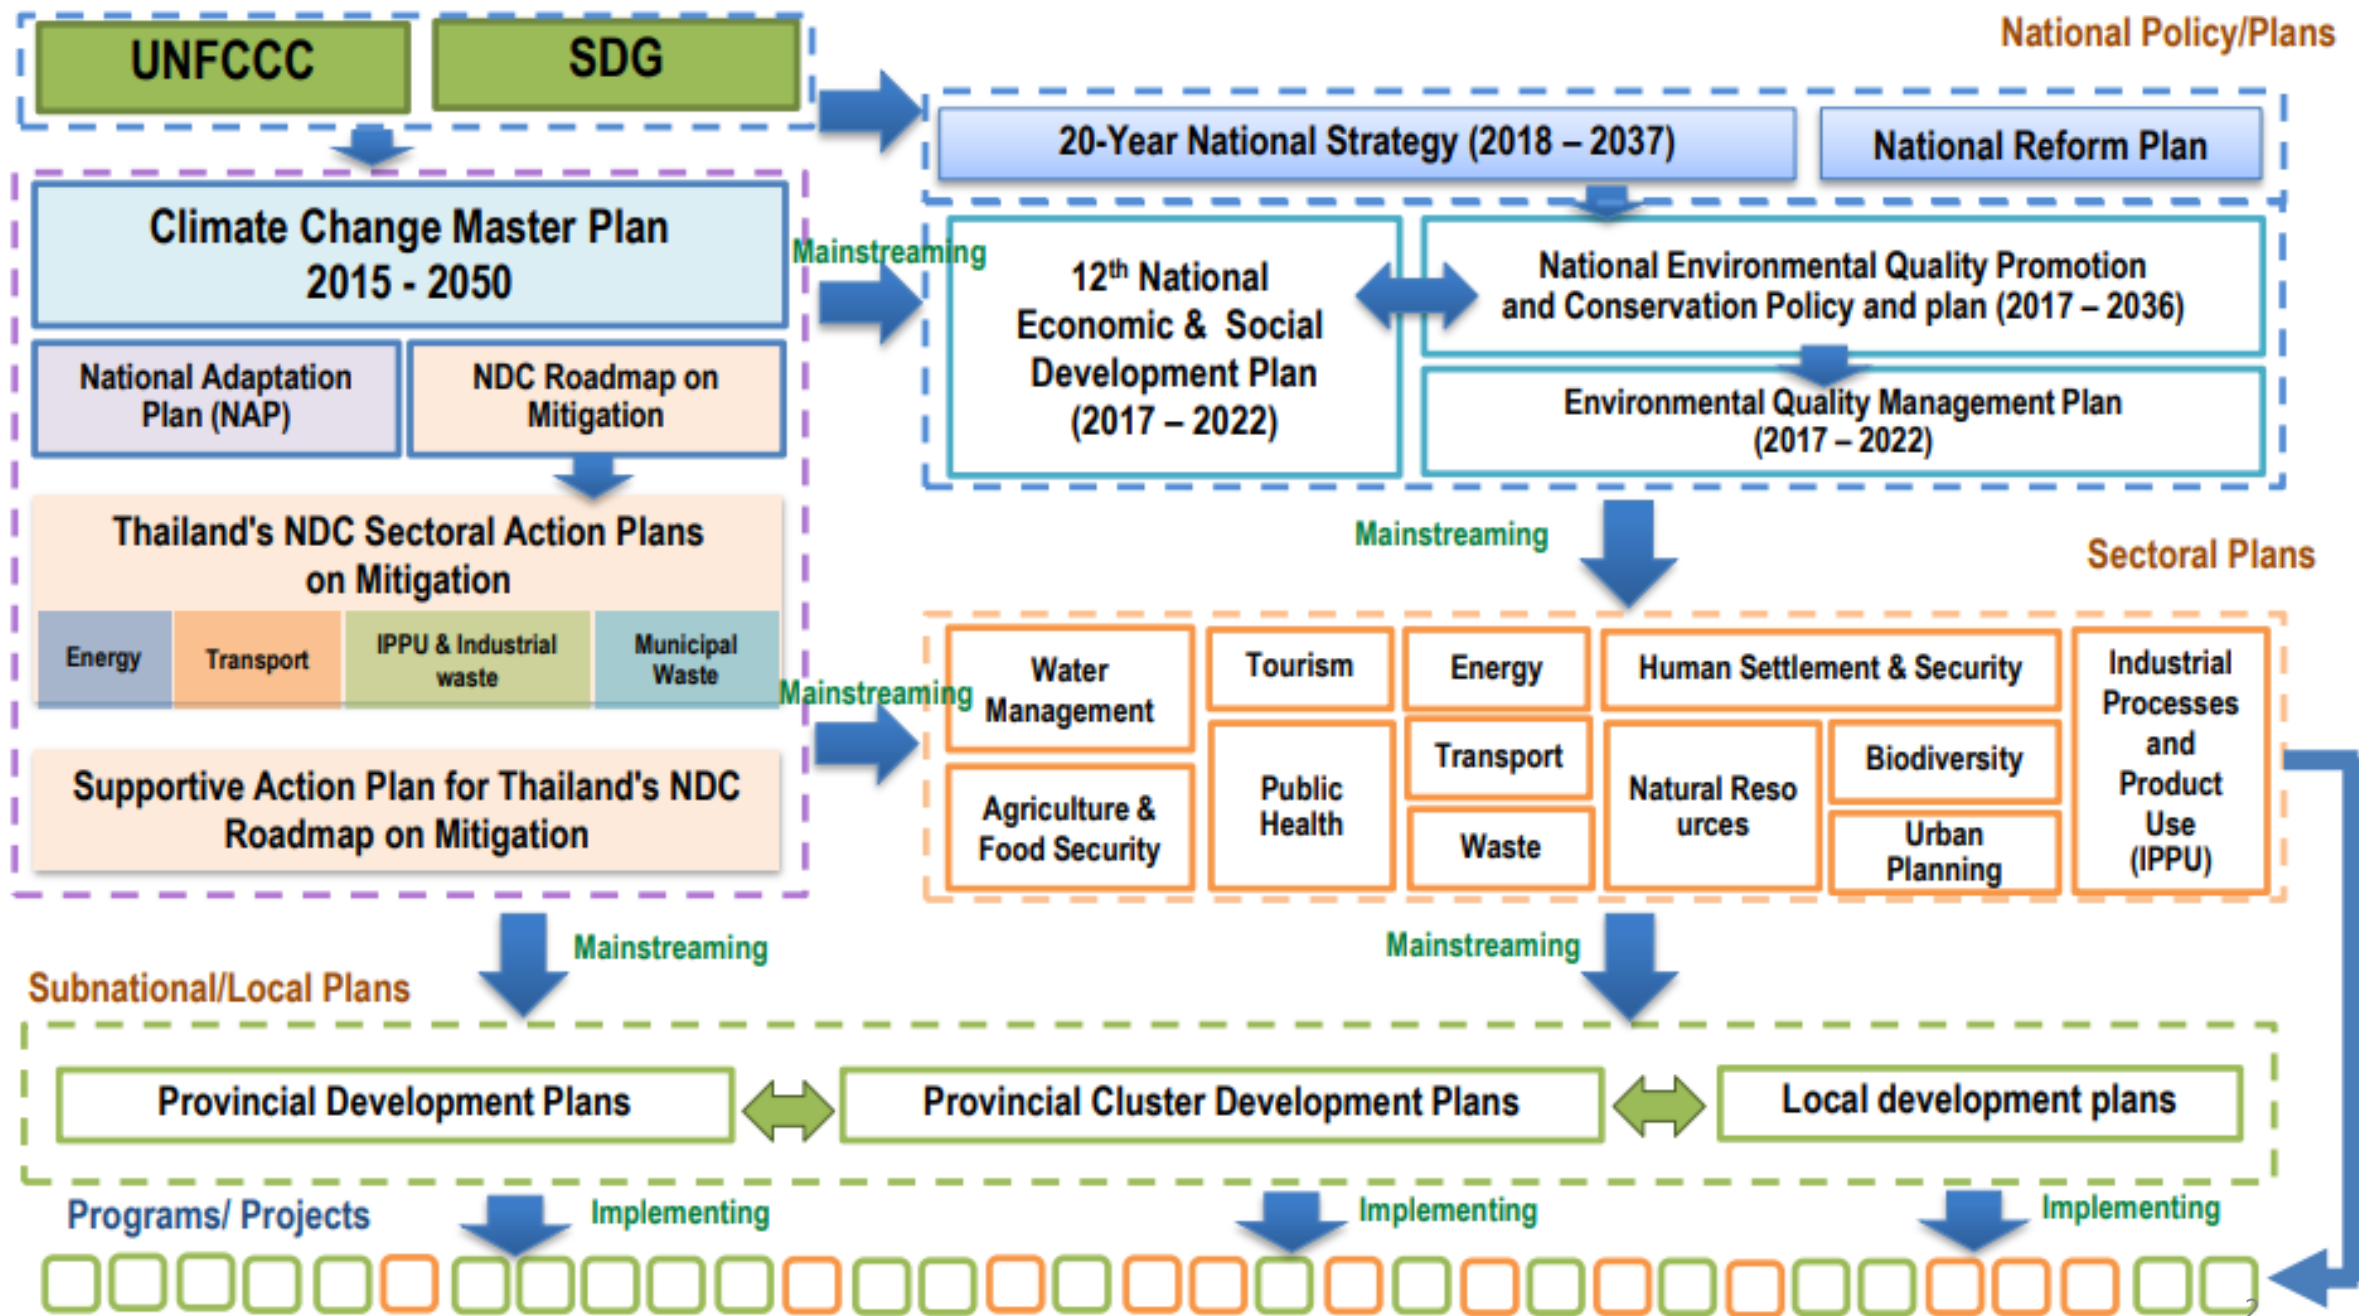 UNFCCC
SDG
National Policy/Plans
20-Year National Strategy (2018 – 2037)
National Reform Plan
Climate Change Master Plan
2015 - 2050
Mainstreaming
12th National
Economic & Social
Development Plan
(2017 – 2022)
National Environmental Quality Promotion
and Conservation Policy and plan (2017 – 2036)
Environmental Quality Management Plan
(2017 – 2022)
National Adaptation
Plan (NAP)
NDC Roadmap on
Mitigation
Thailand's NDC Sectoral Action Plans
on Mitigation
Energy
Transport
IPPU & Industrial
waste
Municipal
Waste
Supportive Action Plan for Thailand's NDC
Roadmap on Mitigation
Mainstreaming
Mainstreaming
Sectoral Plans
Water
Management
Agriculture &
Food Security
Tourism
Public
Health
Energy
Transport
Waste
Human Settlement & Security
Natural Reso
urces
Biodiversity
Urban
Planning
Industrial
Processes
and
Product
Use
(IPPU)
Mainstreaming
Mainstreaming
Subnational/Local Plans
Provincial Development Plans
Provincial Cluster Development Plans
Local development plans
Programs/ Projects
Implementing
Implementing
Implementing
2